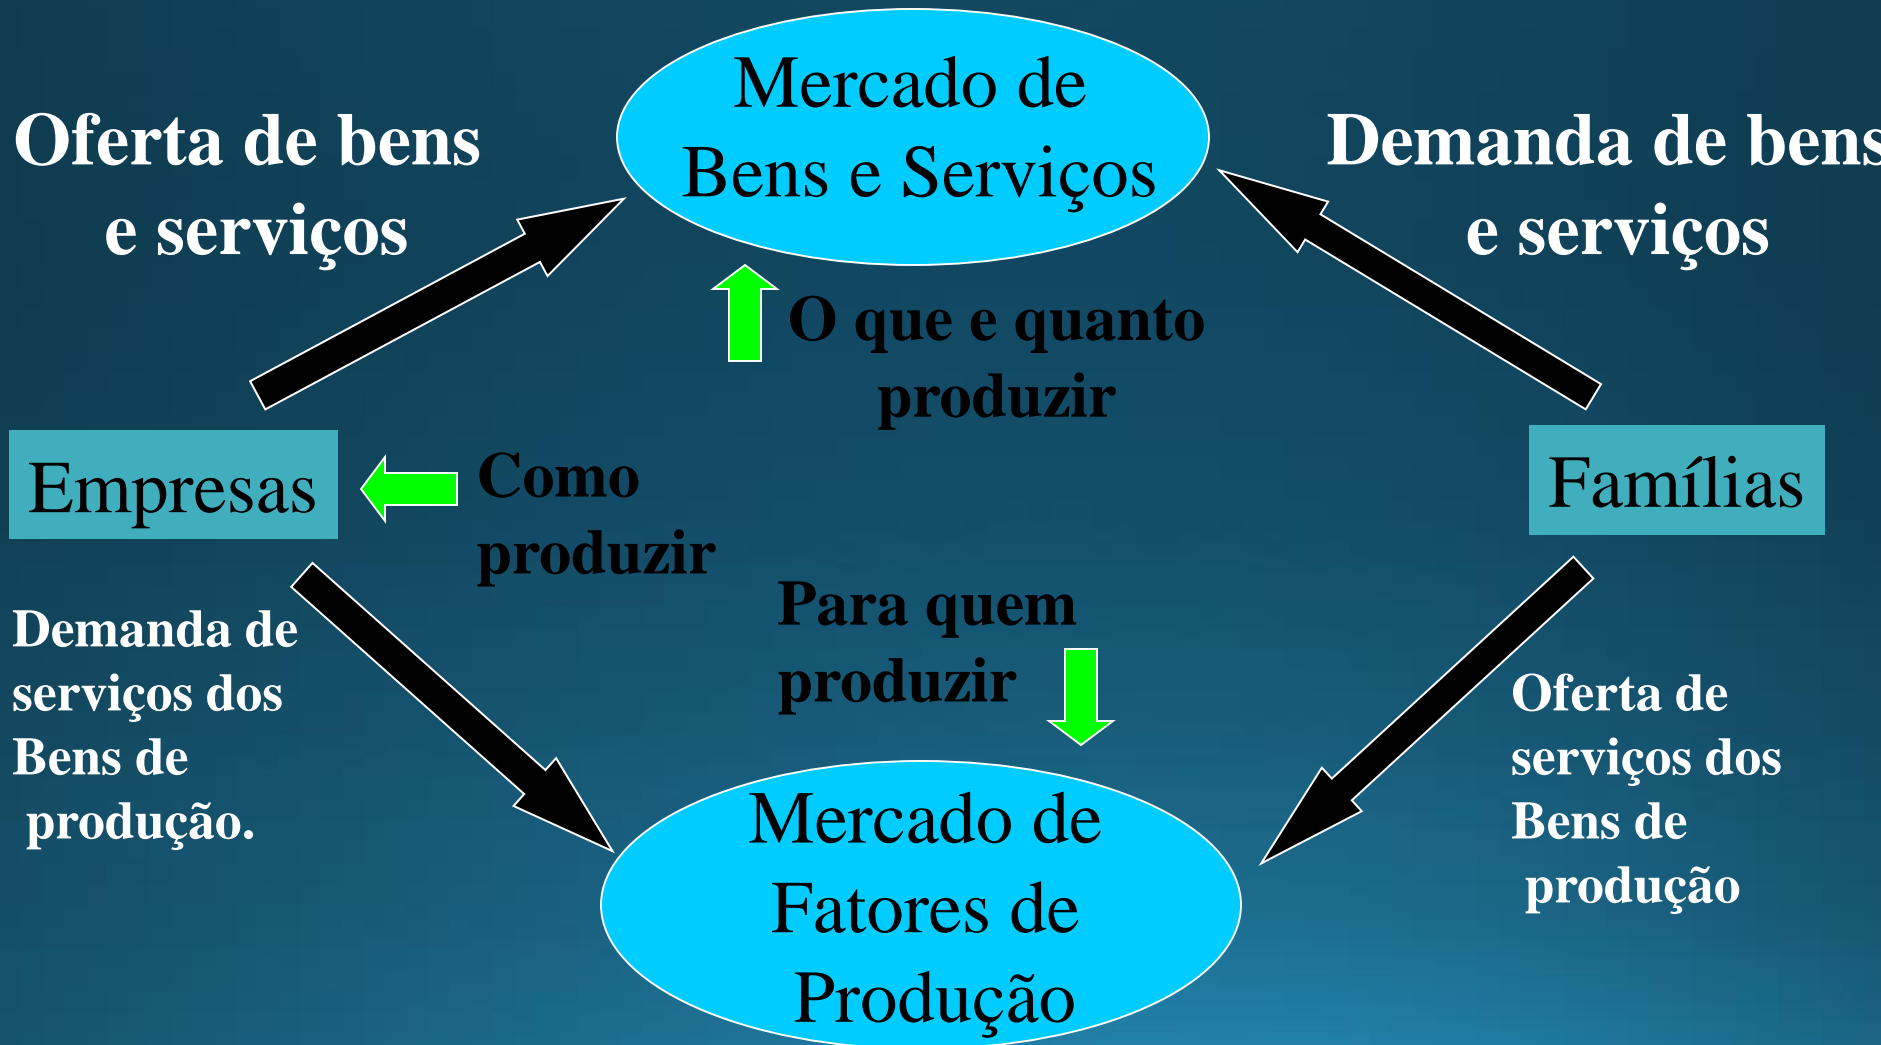 Mercado de
Bens e Serviços
Oferta de bens
e serviços
Demanda de bens
e serviços
O que e quanto
produzir
Empresas
Como
produzir
Famílias
Para quem
produzir
Demanda de
serviços dos
Bens de
produção.
Oferta de
serviços dos
Bens de
produção
Mercado de
Fatores de
Produção